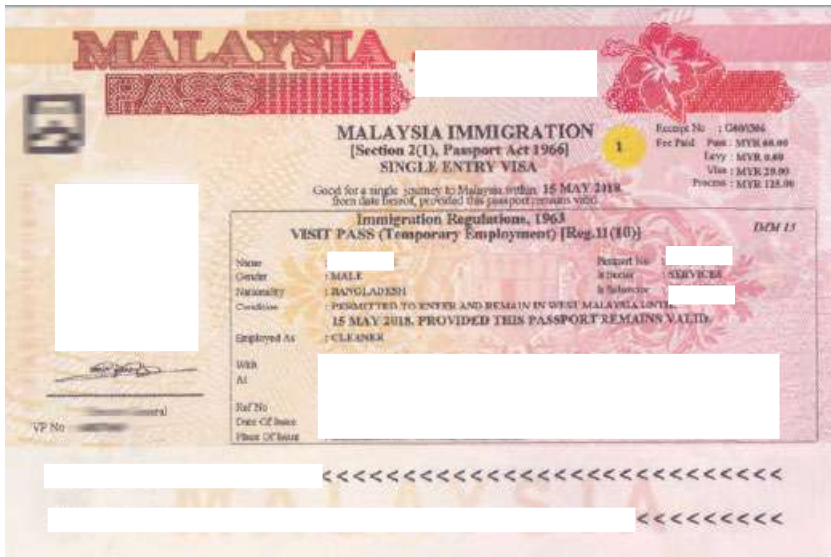 MALAYSIA
PASS
MALAYSIA IMMIGRATION
[Section 2(1), Passport Act 1966]
SINGLE ENTRY VISA
1
Receipt No :
Fee Paid Pass : MYR 60.00
Levy : MYR 0.00
Visa : MYR 20.00
Process : MYR 125.00
Good for a single journey to Malaysia within 15 MAY 2018
from date hereof, provided this passport remains valid.
Immigration Regulations, 1963
VISIT PASS (Temporary Employment) [Reg.11(10)]
IMM 13
Name :
Passport No :
Gender : MALE
B.Sector : SERVICES
Nationality : BANGLADESH
B.Subsector :
Condition : PERMITTED TO ENTER AND REMAIN IN WEST MALAYSIA UNTIL
15 MAY 2018. PROVIDED THIS PASSPORT REMAINS VALID.
Employed As : CLEANER
With
At
Ref No
Date Of Issue
Place Of Issue
VP No
<<<<<<<<<<<<<<<<<<<<<<<<<<<<<
<<<<<<<<<
MALAYSIA